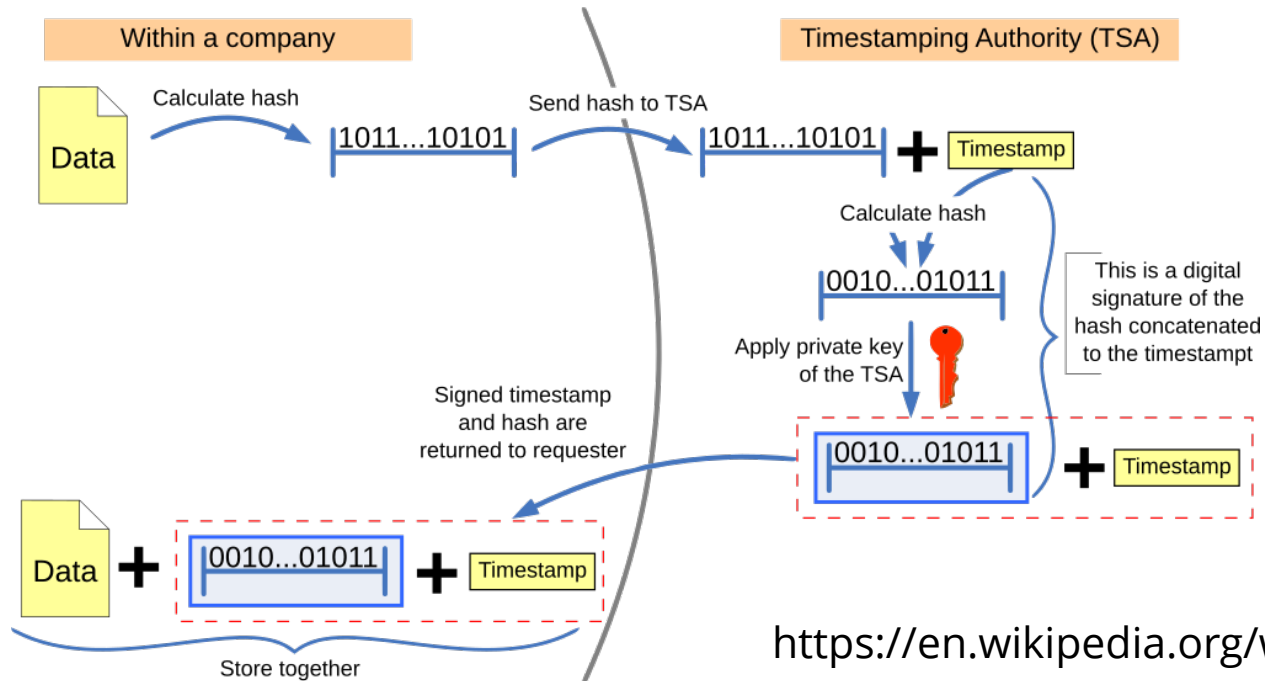 Within a company
Timestamping Authority (TSA)
Data
Calculate hash
1011...10101
Send hash to TSA
1011...10101
Timestamp
Calculate hash
0010...01011
This is a digital
signature of the
hash concatenated
to the timestampt
Apply private key
of the TSA
Signed timestamp
and hash are
returned to requester
0010...01011
Timestamp
Data
0010...01011
Timestamp
Store together
https://en.wikipedia.org/